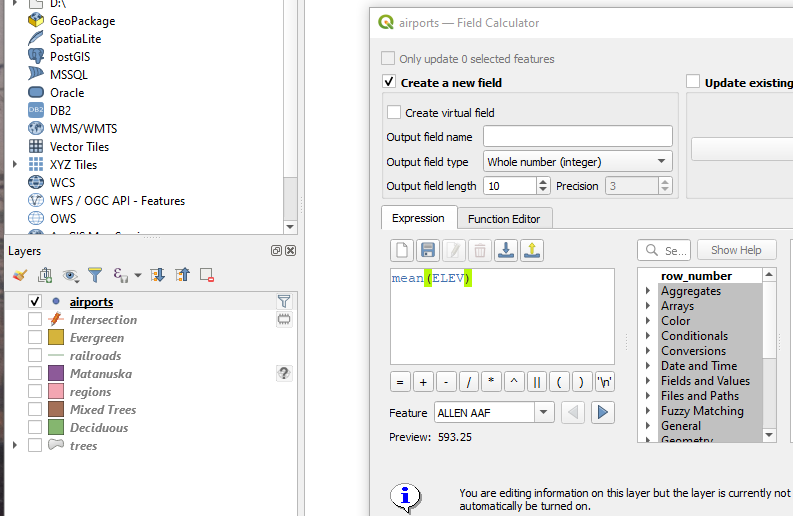 D:\
GeoPackage
SpatiaLite
PostGIS
MSSQL
Oracle
DB2
DB2
WMS/WMTS
Vector Tiles
XYZ Tiles
WCS
WFS / OGC API - Features
OWS
Layers
airports
Intersection
Evergreen
railroads
Matanuska
?
regions
Mixed Trees
Deciduous
trees
airports — Field Calculator
Only update 0 selected features
Create a new field
Update existing
Create virtual field
Output field name
Output field type Whole number (integer)
Output field length 10 Precision 3
Expression Function Editor
Se... Show Help
mean(ELEV)
= + - / * ^ || ( ) '\n'
Feature ALLEN AAF
Preview: 593.25
row_number
Aggregates
Arrays
Color
Conditionals
Conversions
Date and Time
Fields and Values
Files and Paths
Fuzzy Matching
General
Geometry
You are editing information on this layer but the layer is currently not
automatically be turned on.